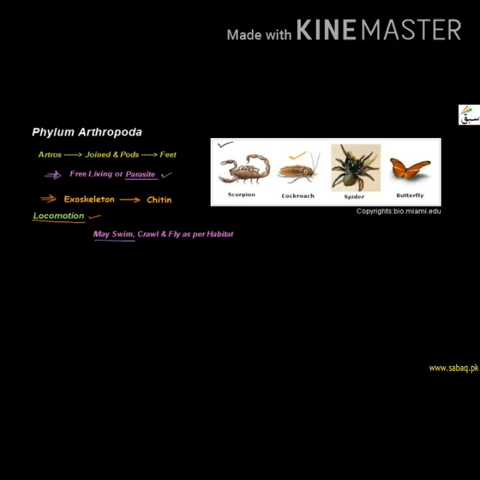 Made with KINEMASTER
سبق
Phylum Arthropoda
Artros ------> Joined & Pods -----> Feet
Free Living or Parasite
Exoskeleton → Chitin
Locomotion
May Swim, Crawl & Fly as per Habitat
Scorpion Cockroach Spider Butterfly
Copyrights:bio.miami.edu
www.sabaq.pk